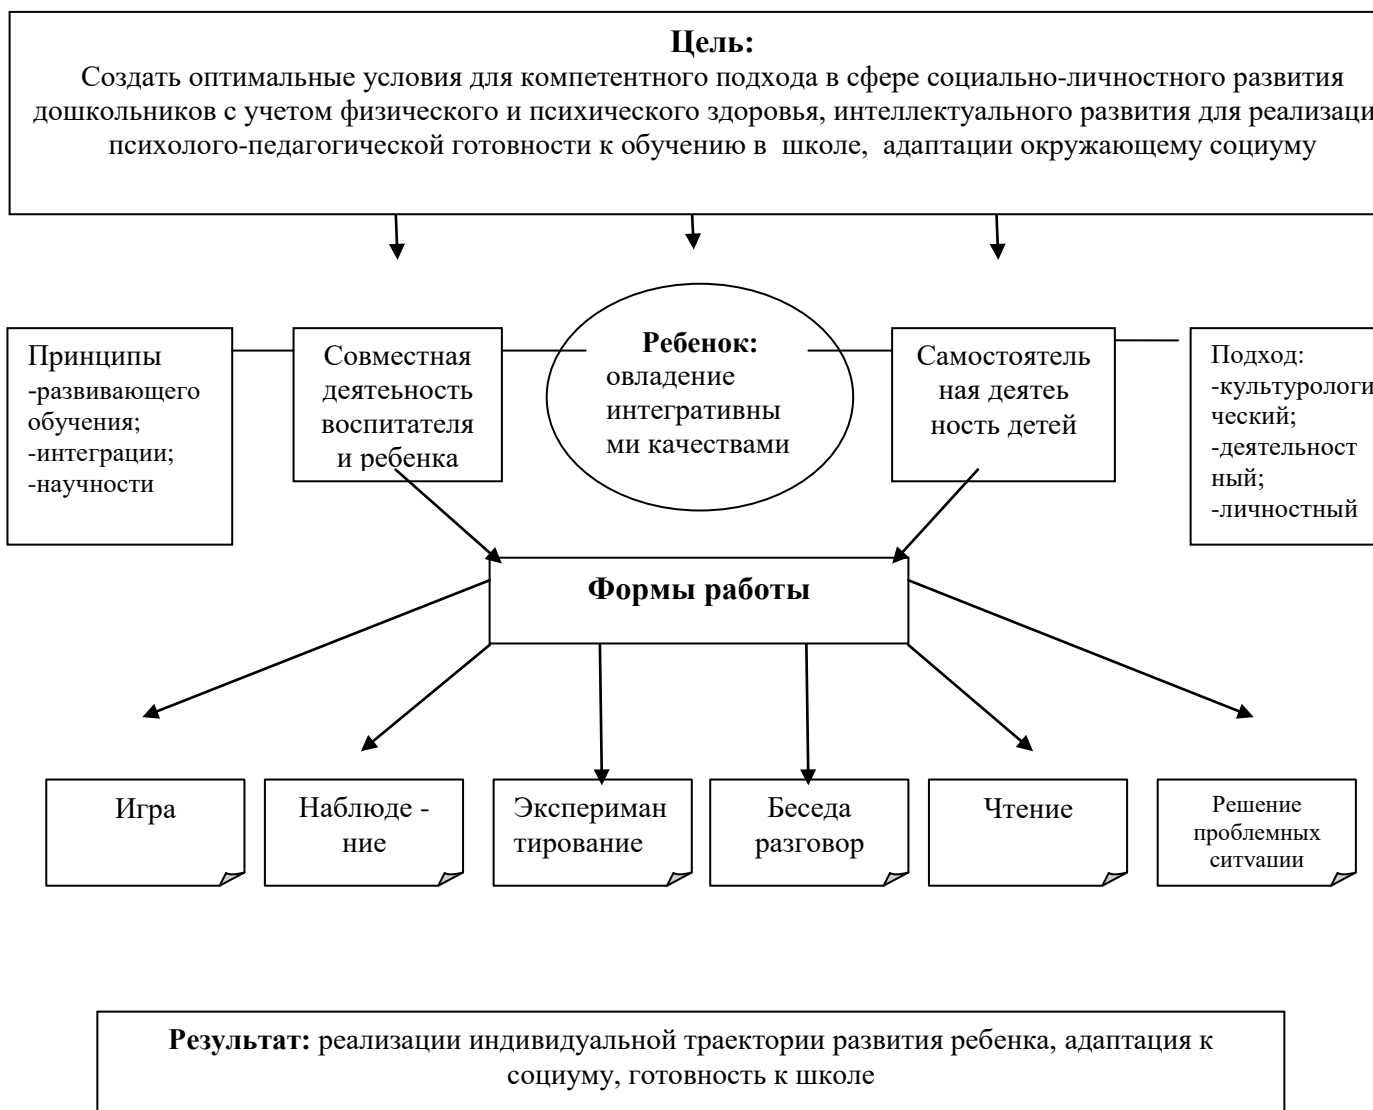 Цель:
Создать оптимальные условия для компетентного подхода в сфере социально-личностного развития
дошкольников с учетом физического и психического здоровья, интеллектуального развития для реализаци
психолого-педагогической готовности к обучению в школе, адаптации окружающему социуму
Принципы
-развивающего
обучения;
-интеграции;
-научности
Совместная
деятеьность
воспитателя
и ребенка
Ребенок:
овладение
интегративны
ми качествами
Самостоятель
ная деятеь
ность детей
Подход:
-культурологи
ческий;
-деятельност
ный;
-личностный
Формы работы
Игра
Наблюде -
ние
Эксперимaн
тирование
Беседа
разговор
Чтение
Решение
проблемных
ситуации
Результат: реализации индивидуальной траектории развития ребенка, адаптация к
социуму, готовность к школе